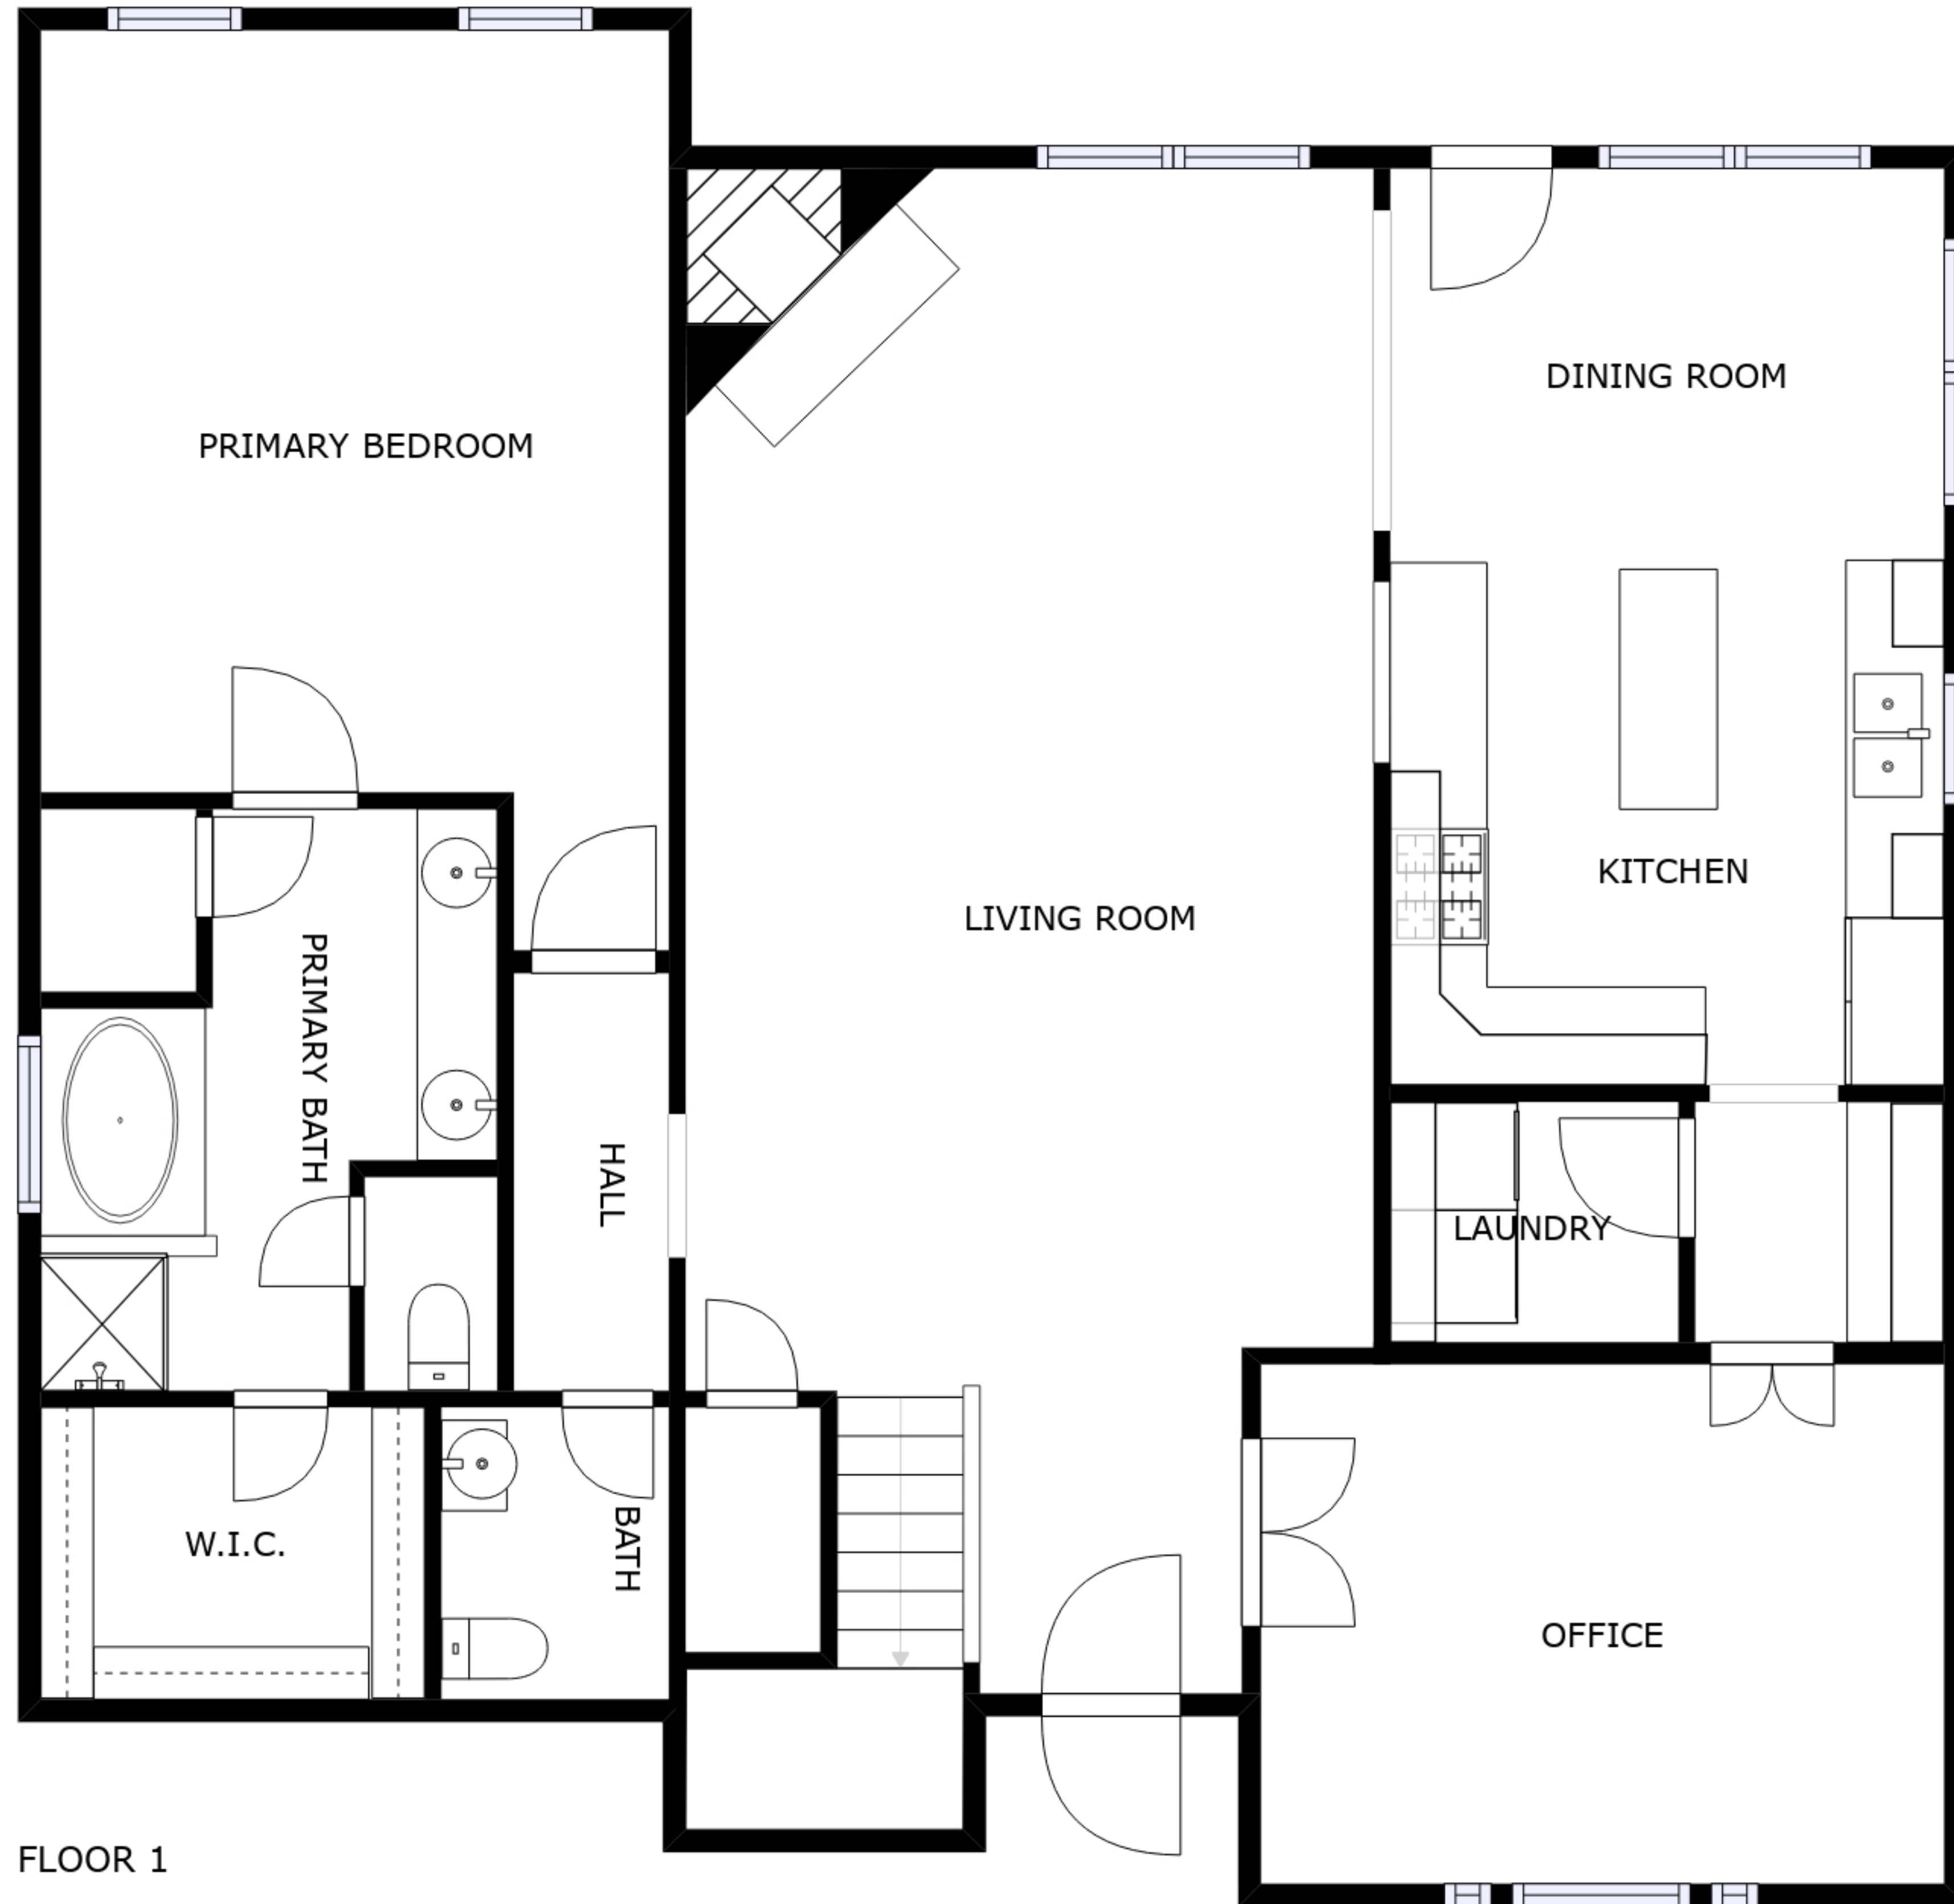 DINING ROOM
PRIMARY BEDROOM
KITCHEN
LIVING ROOM
PRIMARY BATH
HALL
LAUNDRY
W.I.C.
BATH
OFFICE
FLOOR 1